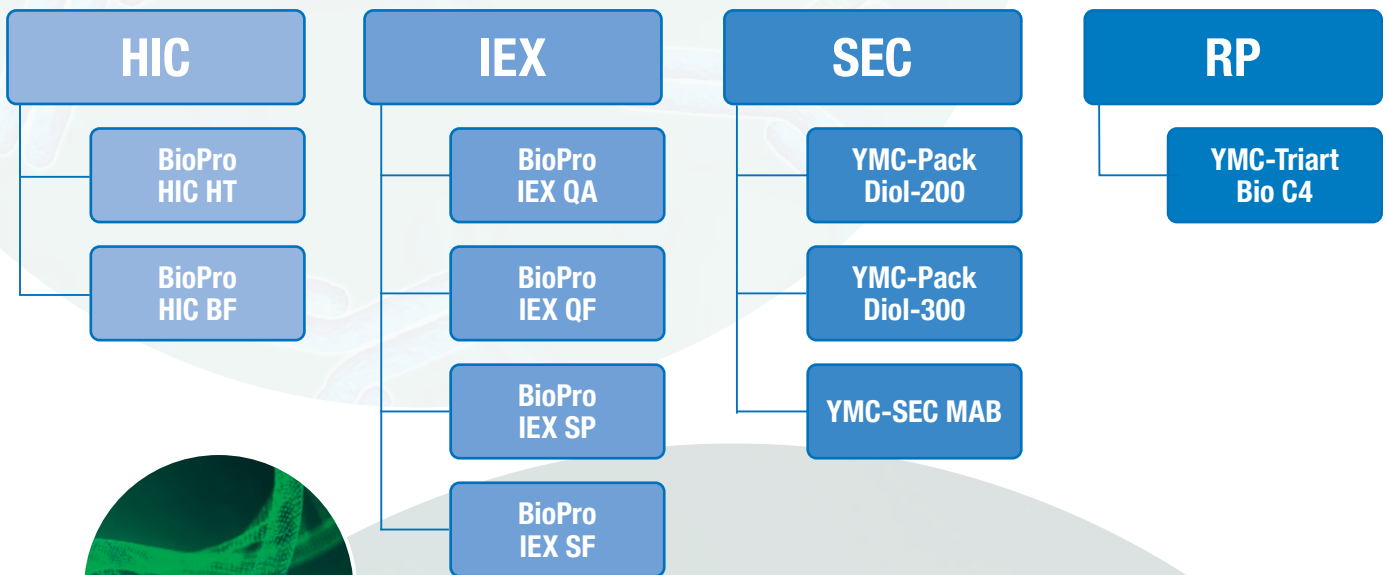 HIC
BioPro
HIC HT
BioPro
HIC BF
IEX
BioPro
IEX QA
BioPro
IEX QF
BioPro
IEX SP
BioPro
IEX SF
SEC
YMC-Pack
Diol-200
YMC-Pack
Diol-300
YMC-SEC MAB
RP
YMC-Triart
Bio C4